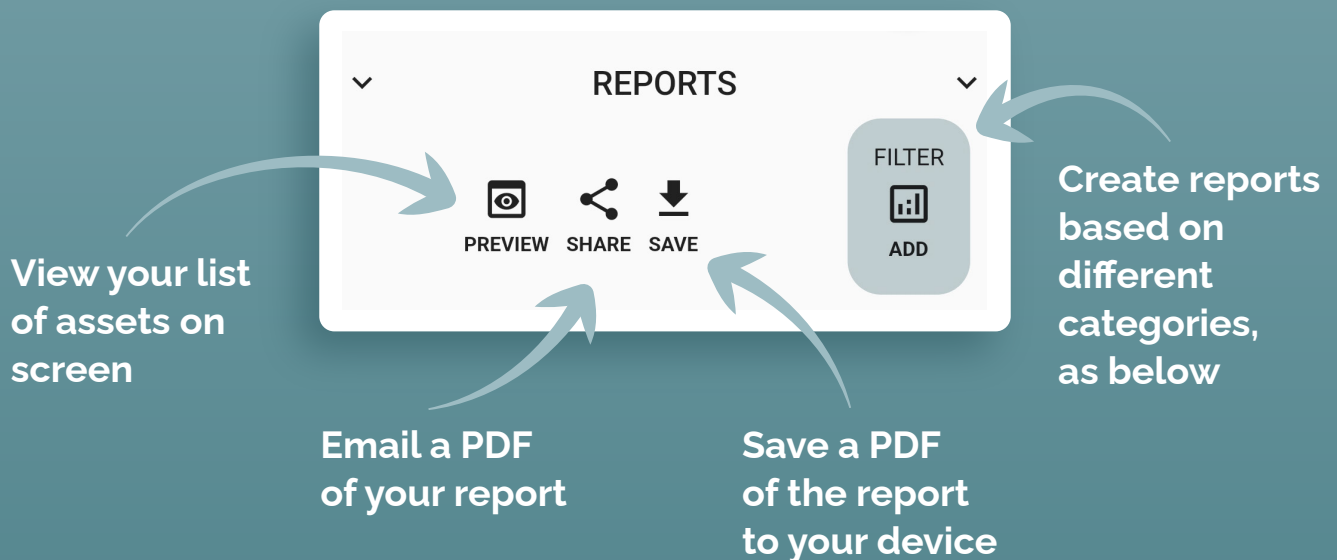 REPORTS
FILTER
PREVIEW SHARE SAVE
ADD
View your list
of assets on
screen
Email a PDF
of your report
Save a PDF
of the report
to your device
Create reports
based on
different
categories,
as below